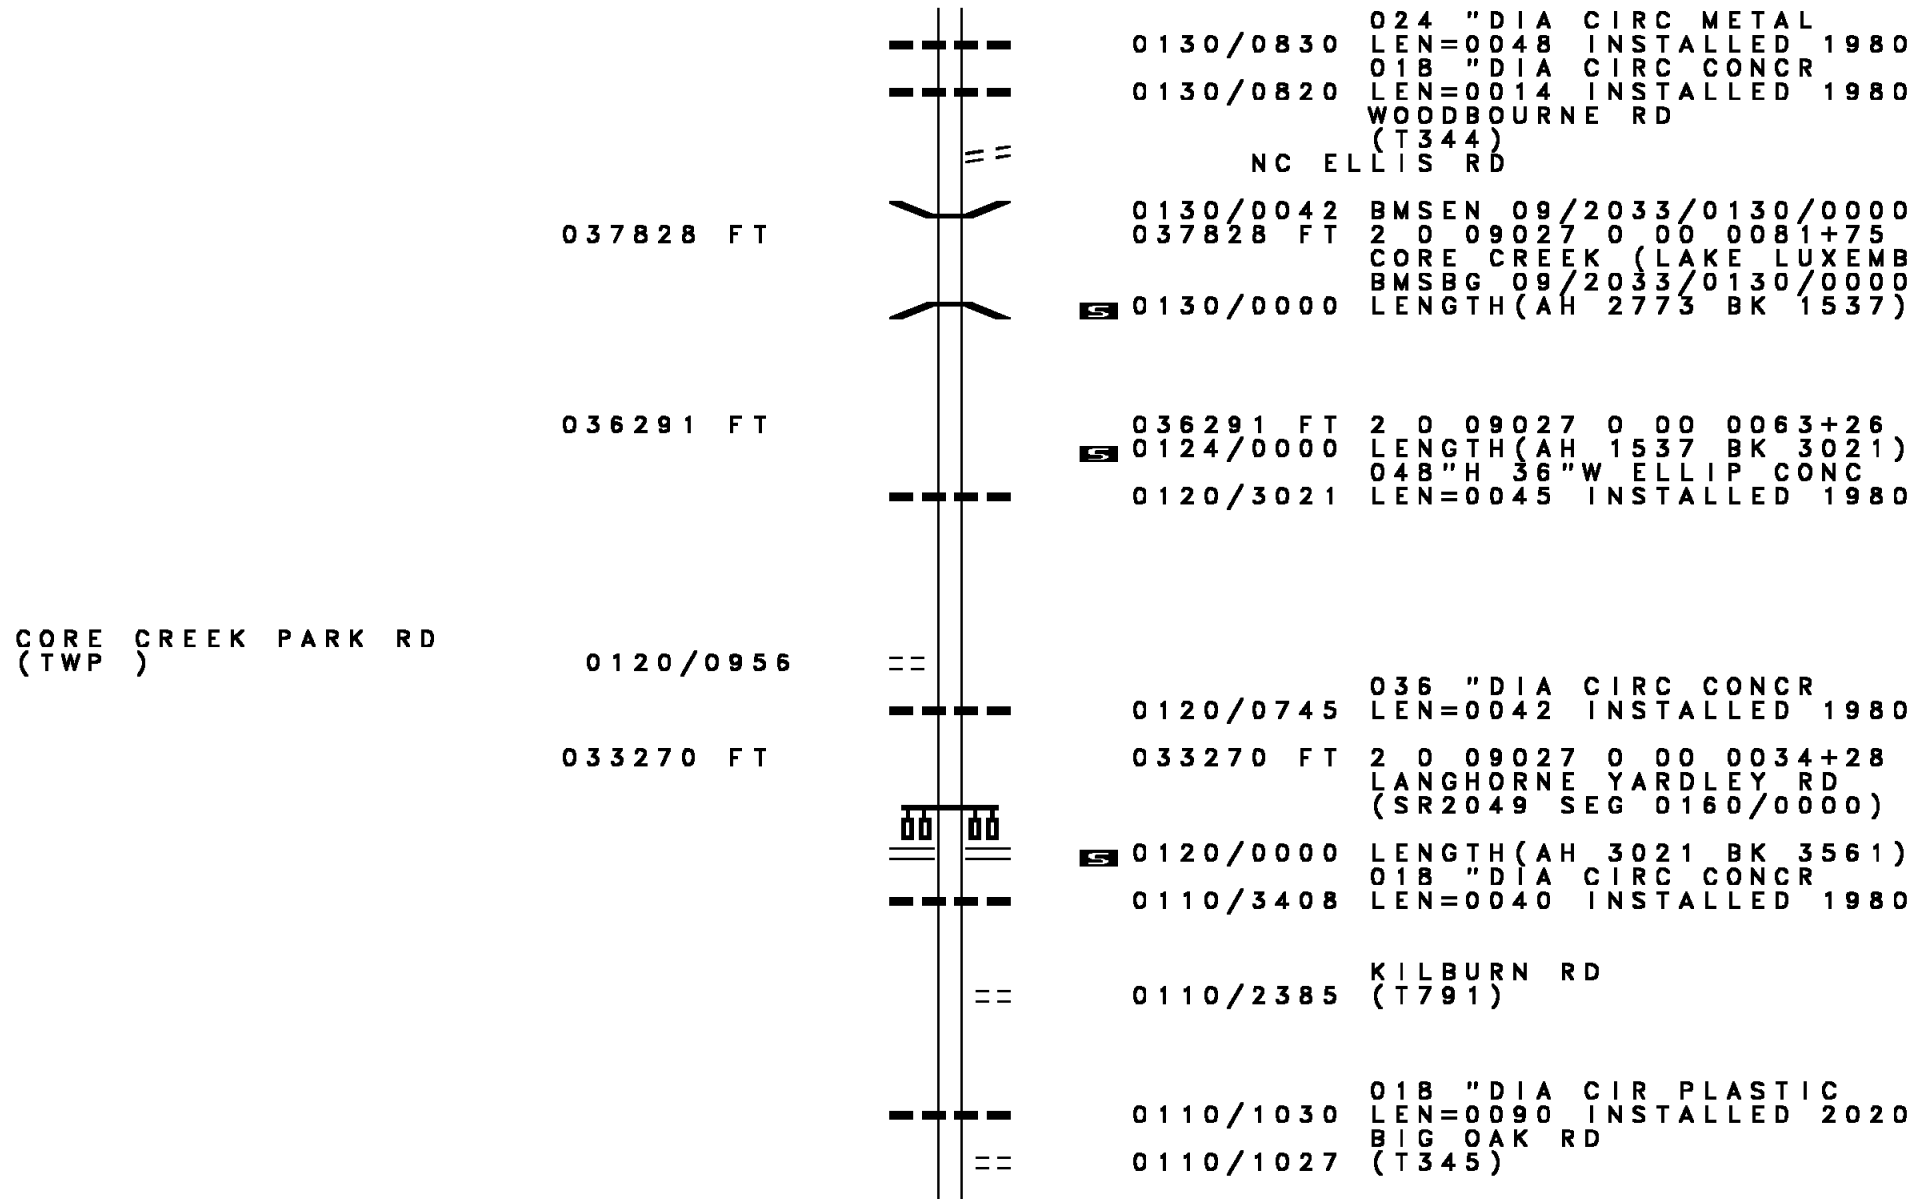 024 "DIA CIRC METAL
0130/0830 LEN=0048 INSTALLED 1980
018 "DIA CIRC CONCR
0130/0820 LEN=0014 INSTALLED 1980
WOODBOURNE RD
(T344)
NC ELLIS RD
0130/0042 BMSEN 09/2033/0130/0000
037828 FT 037828 FT 2 0 09027 0 00 0081+75
CORE CREEK (LAKE LUXEMB
BMSBG 09/2033/0130/0000
S 0130/0000 LENGTH(AH 2773 BK 1537)
036291 FT 036291 FT 2 0 09027 0 00 0063+26
S 0124/0000 LENGTH(AH 1537 BK 3021)
048"H 36"W ELLIP CONC
0120/3021 LEN=0045 INSTALLED 1980
CORE CREEK PARK RD
(TWP ) 0120/0956
036 "DIA CIRC CONCR
0120/0745 LEN=0042 INSTALLED 1980
033270 FT 033270 FT 2 0 09027 0 00 0034+28
LANGHORNE YARDLEY RD
(SR2049 SEG 0160/0000)
S 0120/0000 LENGTH(AH 3021 BK 3561)
018 "DIA CIRC CONCR
0110/3408 LEN=0040 INSTALLED 1980
KILBURN RD
0110/2385 (T791)
018 "DIA CIR PLASTIC
0110/1030 LEN=0090 INSTALLED 2020
BIG OAK RD
0110/1027 (T345)